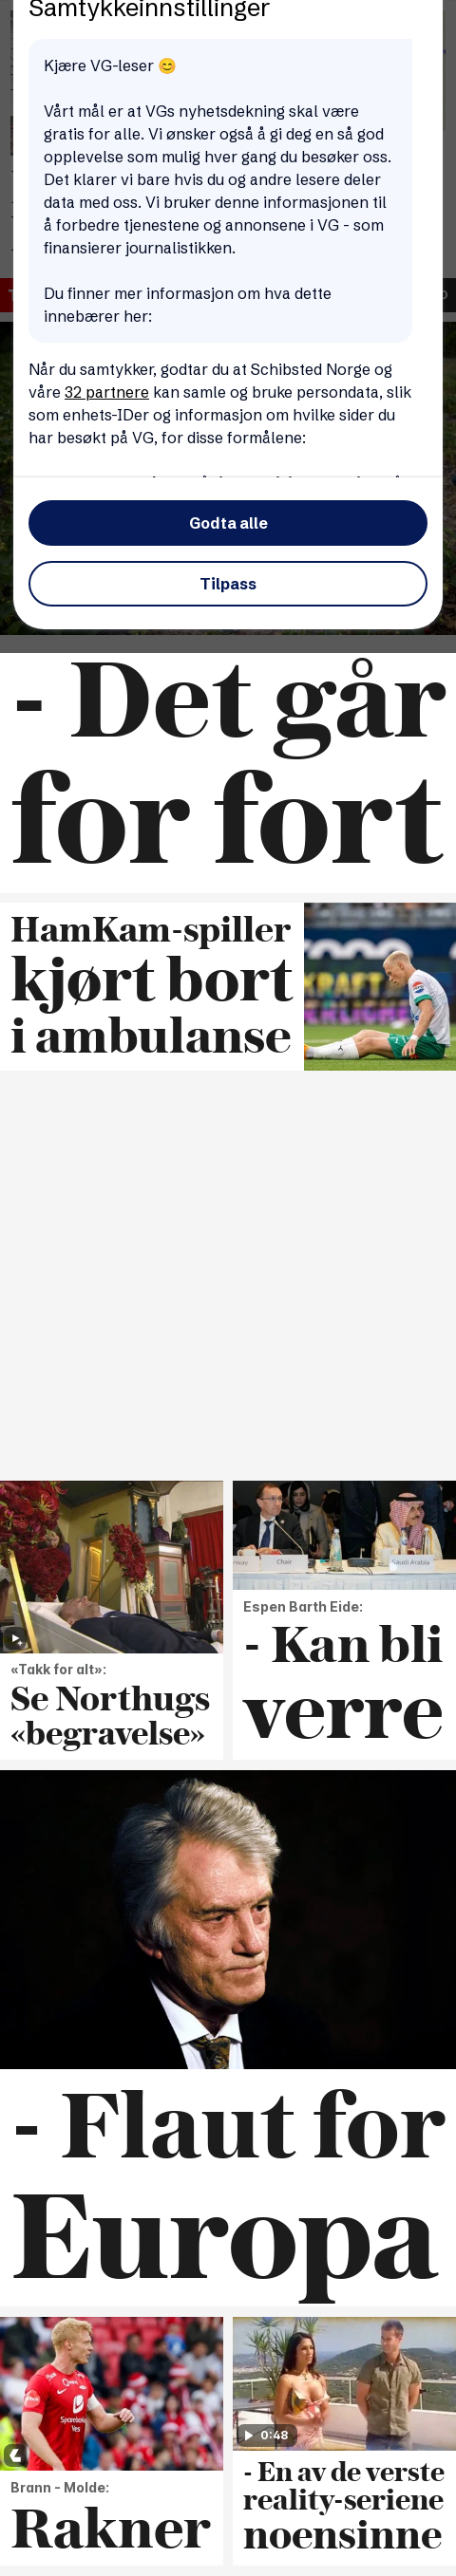 Samtykkeinnstillinger
Kjære VG-leser 😊
Vårt mål er at VGs nyhetsdekning skal være
gratis for alle. Vi ønsker også å gi deg en så god
opplevelse som mulig hver gang du besøker oss.
Det klarer vi bare hvis du og andre lesere deler
data med oss. Vi bruker denne informasjonen til
å forbedre tjenestene og annonsene i VG - som
finansierer journalistikken.
Du finner mer informasjon om hva dette
innebærer her:
Når du samtykker, godtar du at Schibsted Norge og
våre 32 partnere kan samle og bruke persondata, slik
som enhets-IDer og informasjon om hvilke sider du
har besøkt på VG, for disse formålene:
Godta alle
Tilpass
- Det går
for fort
HamKam-spiller
kjørt bort
i ambulanse
Chair
Saudi Arabia
«Takk for alt»:
Se Northugs
«begravelse»
Espen Barth Eide:
- Kan bli
verre
- Flaut for
Europa
0:48
Brann - Molde:
Rakner
- En av de verste
reality-seriene
noensinne